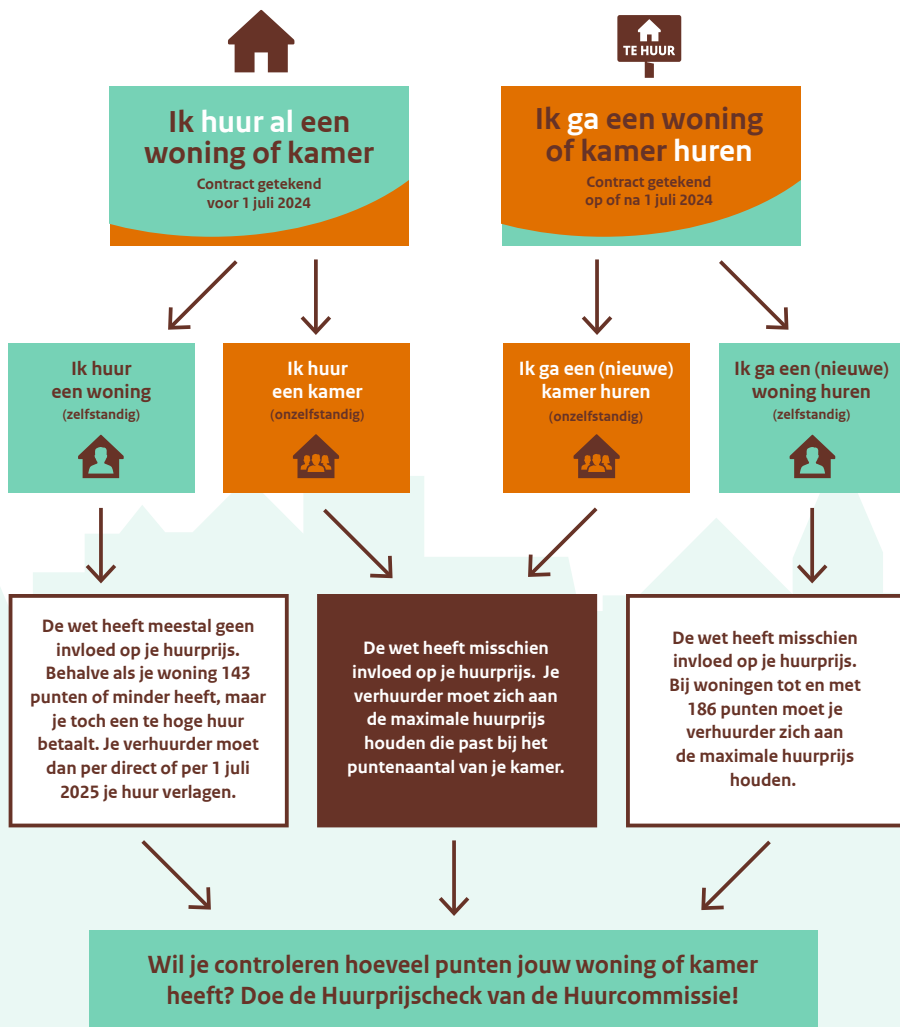 TE HUUR
Ik huur al een
woning of kamer
Contract getekend
voor 1 juli 2024
Ik ga een woning
of kamer huren
Contract getekend
op of na 1 juli 2024
Ik huur
een woning
(zelfstandig)
Ik huur
een kamer
(onzelfstandig)
Ik ga een (nieuwe)
kamer huren
(onzelfstandig)
Ik ga een (nieuwe)
woning huren
(zelfstandig)
De wet heeft meestal geen
invloed op je huurprijs.
Behalve als je woning 143
punten of minder heeft, maar
je toch een te hoge huur
betaalt. Je verhuurder moet
dan per direct of per 1 juli
2025 je huur verlagen.
De wet heeft misschien
invloed op je huurprijs. Je
verhuurder moet zich aan
de maximale huurprijs
houden die past bij het
puntenaantal van je kamer.
De wet heeft misschien
invloed op je huurprijs.
Bij woningen tot en met
186 punten moet je
verhuurder zich aan
de maximale huurprijs
houden.
Wil je controleren hoeveel punten jouw woning of kamer
heeft? Doe de Huurprijscheck van de Huurcommissie!